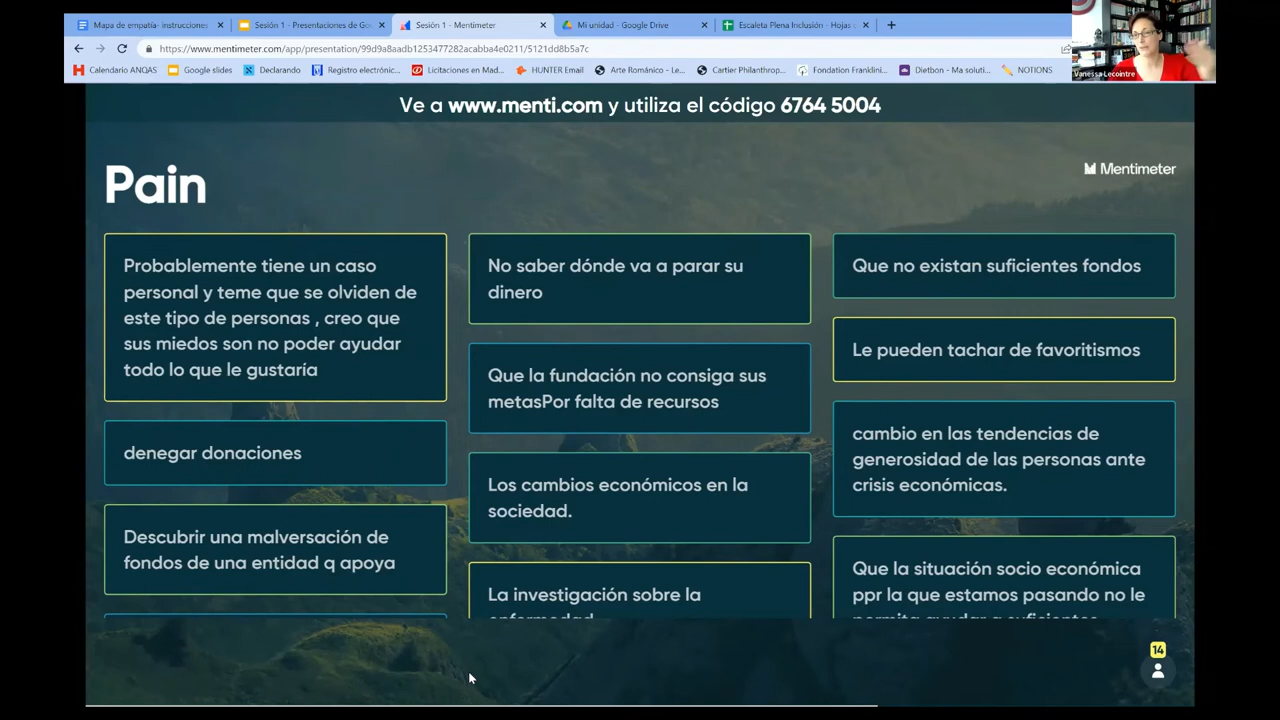 Mapa de empatía- instrucciones
Sesión 1 - Presentaciones de Go
Sesión 1 - Mentimeter
Mi unidad - Google Drive
Escaleta Plena Inclusión - Hojas
https://www.mentimeter.com/app/presentation/99d9a8aadb1253477282acabba4e0211/5121dd8b5a7c
Calendario ANQAS
Google slides
Declarando
Registro electrónic...
Licitaciones en Mad...
HUNTER Email
Arte Románico - Le...
Cartier Philanthrop...
Fondation Franklini...
Dietbon - Ma soluti...
NOTIONS
Vanessa Lecointre
Ve a www.menti.com y utiliza el código 6764 5004
Pain
Mentimeter
Probablemente tiene un caso
personal y teme que se olviden de
este tipo de personas , creo que
sus miedos son no poder ayudar
todo lo que le gustaría
denegar donaciones
Descubrir una malversación de
fondos de una entidad q apoya
No saber dónde va a parar su
dinero
Que la fundación no consiga sus
metasPor falta de recursos
Los cambios económicos en la
sociedad.
La investigación sobre la
enfermedad
Que no existan suficientes fondos
Le pueden tachar de favoritismos
cambio en las tendencias de
generosidad de las personas ante
crisis económicas.
Que la situación socio económica
ppr la que estamos pasando no le
permita ayudar a suficientes
14